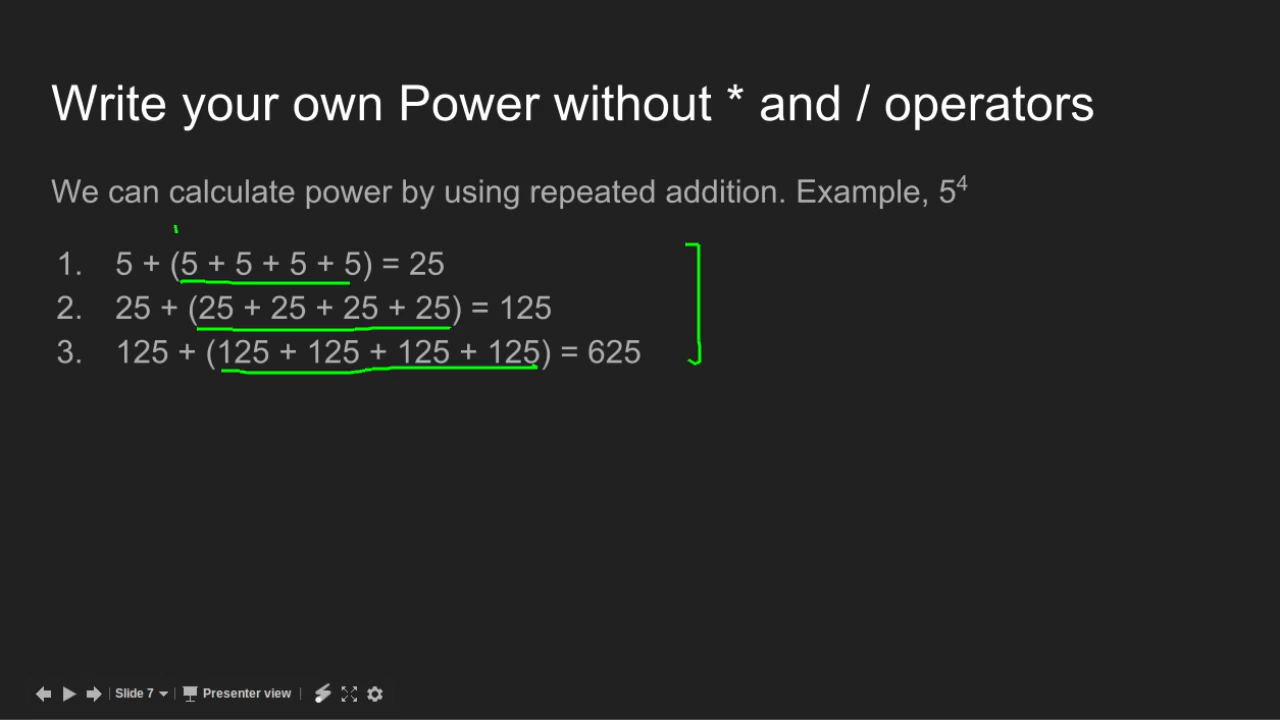 Write your own Power without * and / operators
We can calculate power by using repeated addition. Example, 5⁴
1. 5 + (5 + 5 + 5 + 5) = 25
2. 25 + (25 + 25 + 25 + 25) = 125
3. 125 + (125 + 125 + 125 + 125) = 625
Slide 7 Presenter view